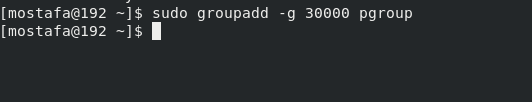 [mostafa@192 ~]$ sudo groupadd -g 30000 pgroup
[mostafa@192 ~]$